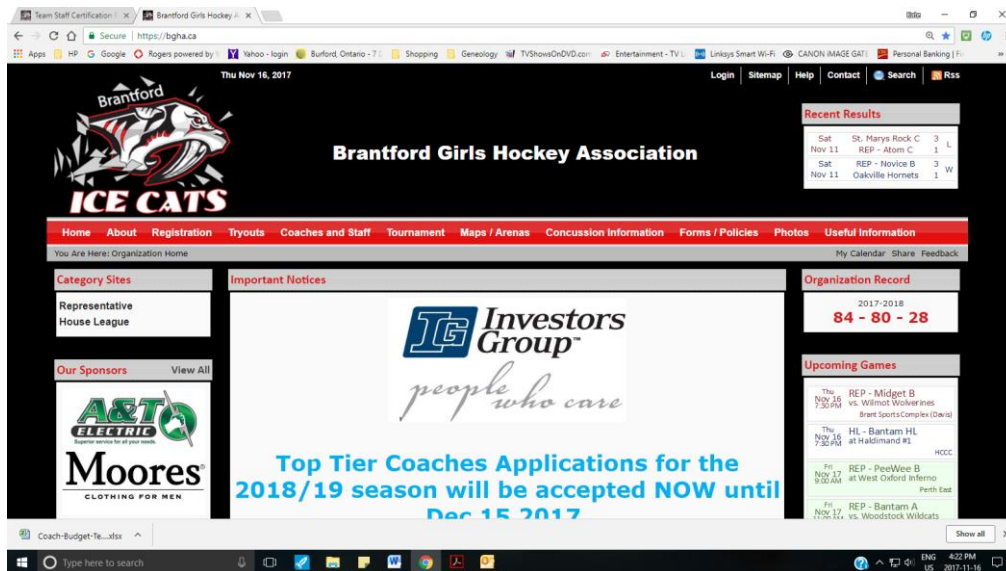 Team Staff Certification
Brantford Girls Hockey A
Secure | https://bgha.ca
Apps HP Google Rogers powered by Yahoo - login Burford, Ontario - 7 Shopping Geneology TVShowsOnDVD.com Entertainment - TV Linksys Smart Wi-Fi CANON iMAGE GATE Personal Banking
Thu Nov 16, 2017
Login Sitemap Help Contact Search Rss
Brantford
ICE CATS
Brantford Girls Hockey Association
Recent Results
Sat St. Marys Rock C 3 L
Nov 11 REP - Atom C 1
Sat REP - Novice B 3 W
Nov 11 Oakville Hornets 1
Home About Registration Tryouts Coaches and Staff Tournament Maps / Arenas Concussion Information Forms / Policies Photos Useful Information
You Are Here: Organization Home
My Calendar Share Feedback
Category Sites
Representative
House League
Our Sponsors View All
A&T
ELECTRIC
Superior service for all your needs.
Moores
CLOTHING FOR MEN
Important Notices
IG Investors
Group™
people
who care
Top Tier Coaches Applications for the
2018/19 season will be accepted NOW until
Dec 15 2017
Organization Record
2017-2018
84 - 80 - 28
Upcoming Games
Thu REP - Midget B
Nov 16 vs. Wilmot Wolverines
7:30 PM
Brant Sports Complex (Davis)
Thu HL - Bantam HL
Nov 16 at Haldimand #1
7:30 PM
HCCC
Fri REP - PeeWee B
Nov 17 at West Oxford Inferno
9:00 AM
Perth East
Fri REP - Bantam A
Nov 17 vs. Woodstock Wildcats
Coach-Budget-Te....xlsx
Show all
Type here to search
ENG 4:22 PM
US 2017-11-16